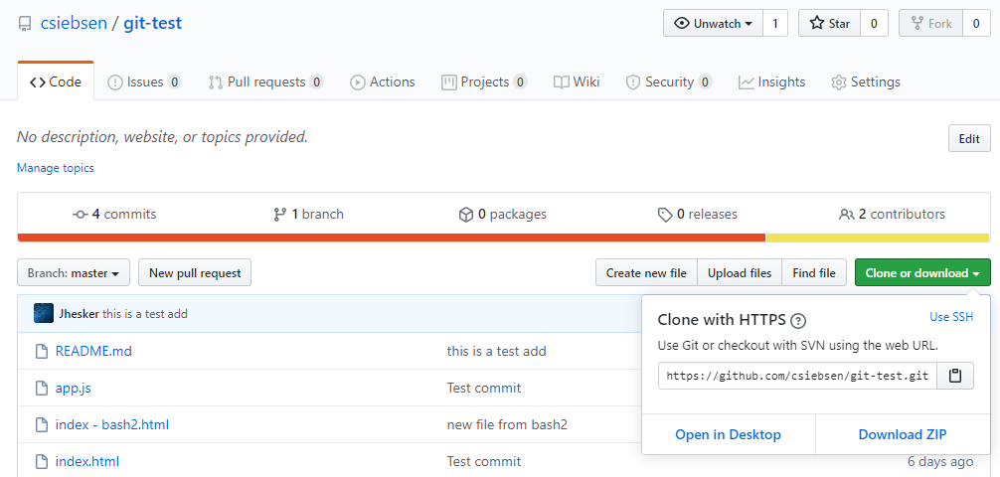 csiebsen / git-test
Unwatch 1 Star 0 Fork 0
Code Issues 0 Pull requests 0 Actions Projects 0 Wiki Security 0 Insights Settings
No description, website, or topics provided.
Edit
Manage topics
4 commits 1 branch 0 packages 0 releases 2 contributors
Branch: master New pull request Create new file Upload files Find file Clone or download
Jhesker this is a test add
README.md this is a test add
app.js Test commit
index - bash2.html new file from bash2
index.html Test commit 6 days ago
Clone with HTTPS ? Use SSH
Use Git or checkout with SVN using the web URL.
https://github.com/csiebsen/git-test.git
Open in Desktop Download ZIP